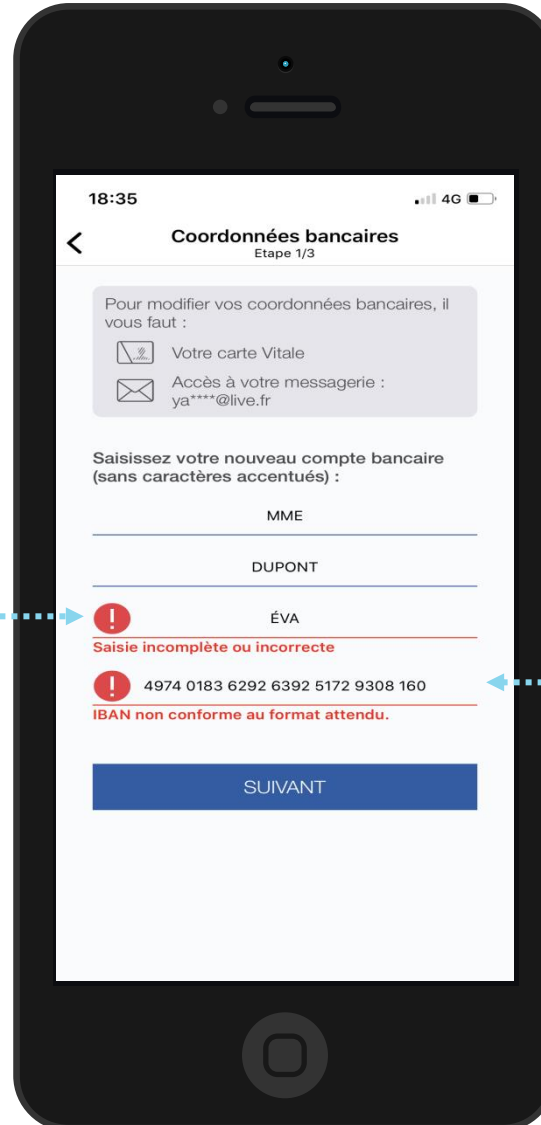 18:35
4G
Coordonnées bancaires
Etape 1/3
Pour modifier vos coordonnées bancaires, il
vous faut :
Votre carte Vitale
Accès à votre messagerie :
ya****@live.fr
Saisissez votre nouveau compte bancaire
(sans caractères accentués) :
MME
DUPONT
ÉVA
Saisie incomplète ou incorrecte
4974 0183 6292 6392 5172 9308 160
IBAN non conforme au format attendu.
SUIVANT